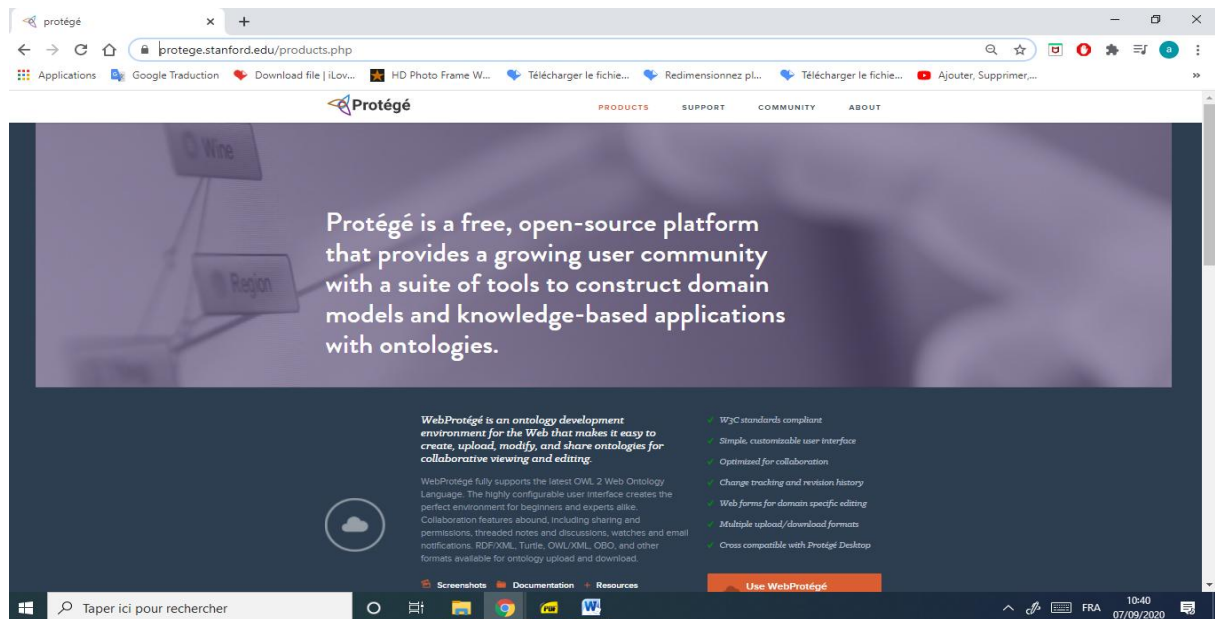 protégé
protege.stanford.edu/products.php
a
Applications Google Traduction Download file | iLov... HD Photo Frame W... Télécharger le fichie... Redimensionnez pl... Télécharger le fichie... Ajouter, Supprimer,...
Protégé PRODUCTS SUPPORT COMMUNITY ABOUT
Wine
Region
Protégé is a free, open-source platform
that provides a growing user community
with a suite of tools to construct domain
models and knowledge-based applications
with ontologies.
WebProtégé is an ontology development
environment for the Web that makes it easy to
create, upload, modify, and share ontologies for
collaborative viewing and editing.
WebProtégé fully supports the latest OWL 2 Web Ontology
Language. The highly configurable user interface creates the
perfect environment for beginners and experts alike.
Collaboration features abound, including sharing and
permissions, threaded notes and discussions, watches and email
notifications. RDF/XML, Turtle, OWL/XML, OBO, and other
formats available for ontology upload and download.
Screenshots Documentation Resources
W3C standards compliant
Simple, customizable user interface
Optimized for collaboration
Change tracking and revision history
Web forms for domain specific editing
Multiple upload/download formats
Cross compatible with Protégé Desktop
Use WebProtégé
Taper ici pour rechercher
FRA
10:40
07/09/2020